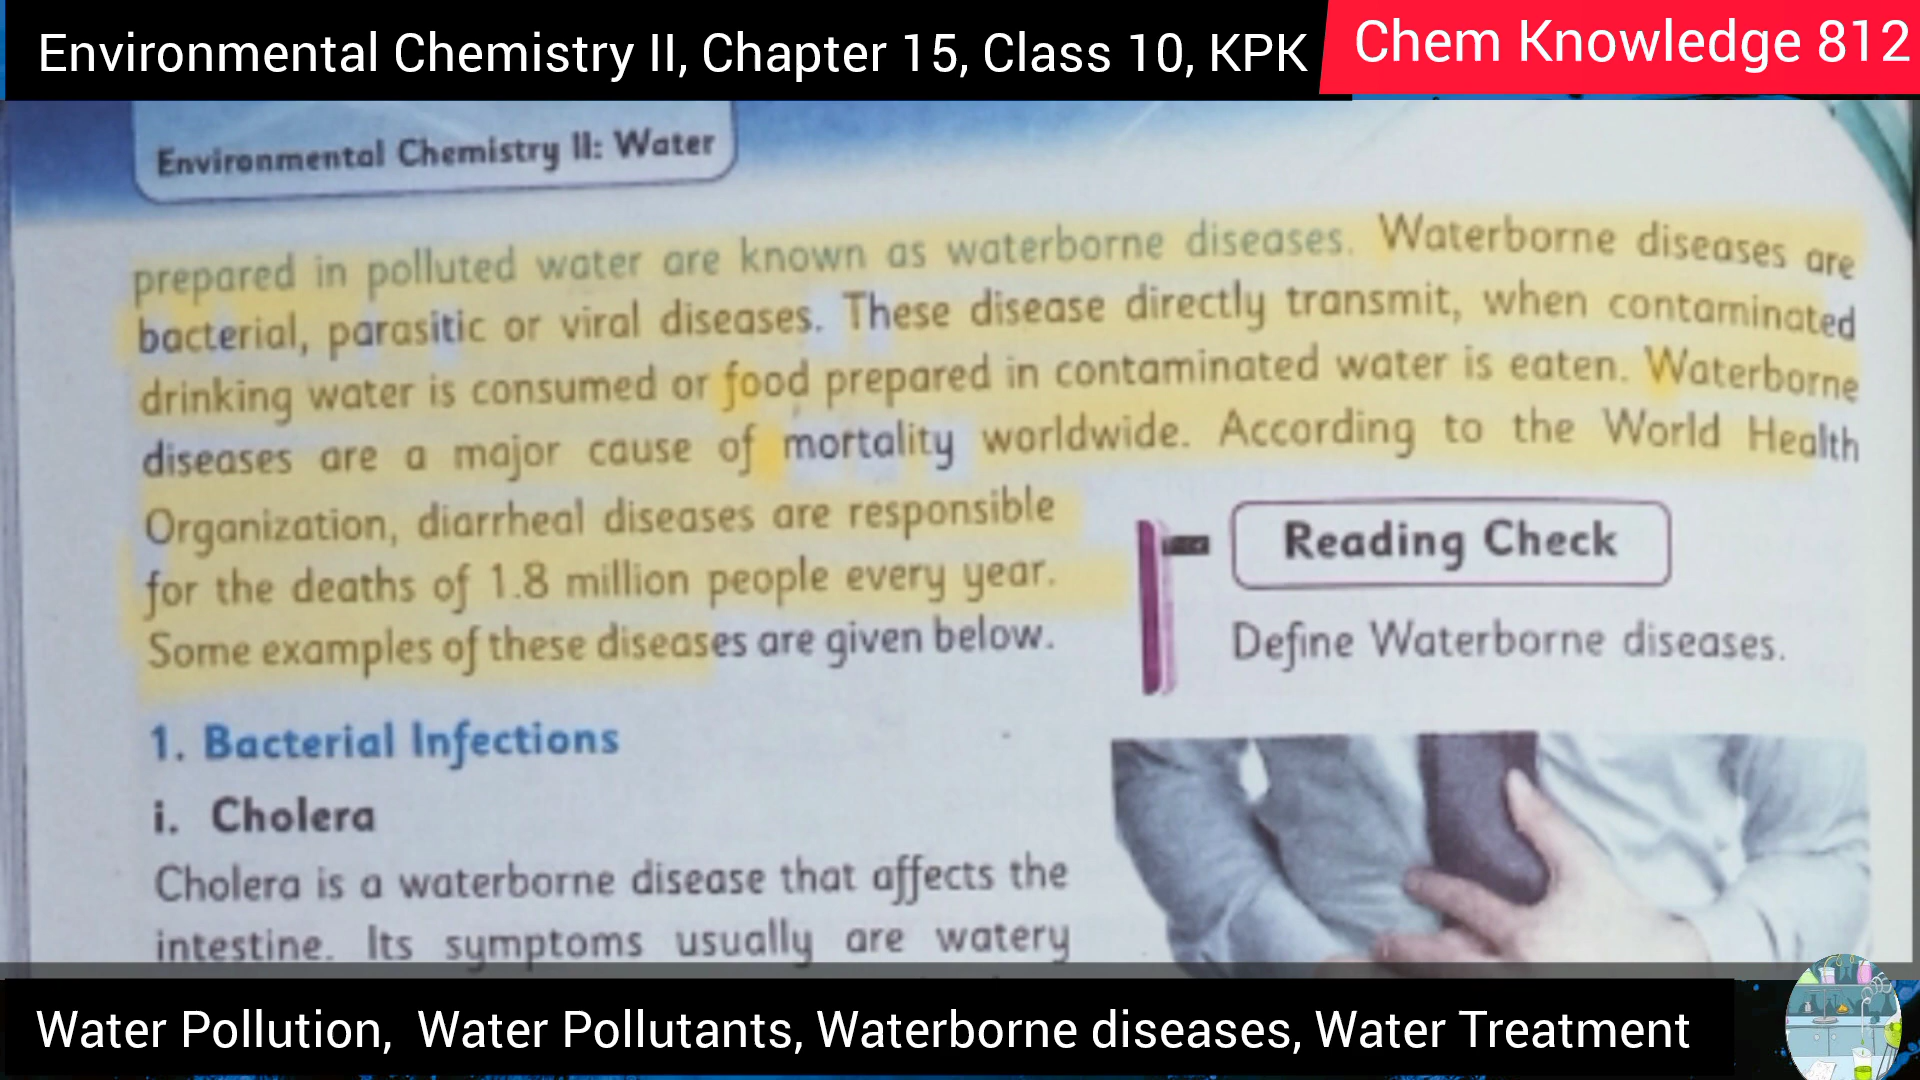 Environmental Chemistry II, Chapter 15, Class 10, KPK
Chem Knowledge 812
Environmental Chemistry II: Water
prepared in polluted water are known as waterborne diseases. Waterborne diseases are
bacterial, parasitic or viral diseases. These disease directly transmit, when contaminated
drinking water is consumed or food prepared in contaminated water is eaten. Waterborne
diseases are a major cause of mortality worldwide. According to the World Health
Organization, diarrheal diseases are responsible
for the deaths of 1.8 million people every year.
Some examples of these diseases are given below.
Reading Check
Define Waterborne diseases.
1. Bacterial Infections
i. Cholera
Cholera is a waterborne disease that affects the
intestine. Its symptoms usually are watery
Water Pollution, Water Pollutants, Waterborne diseases, Water Treatment